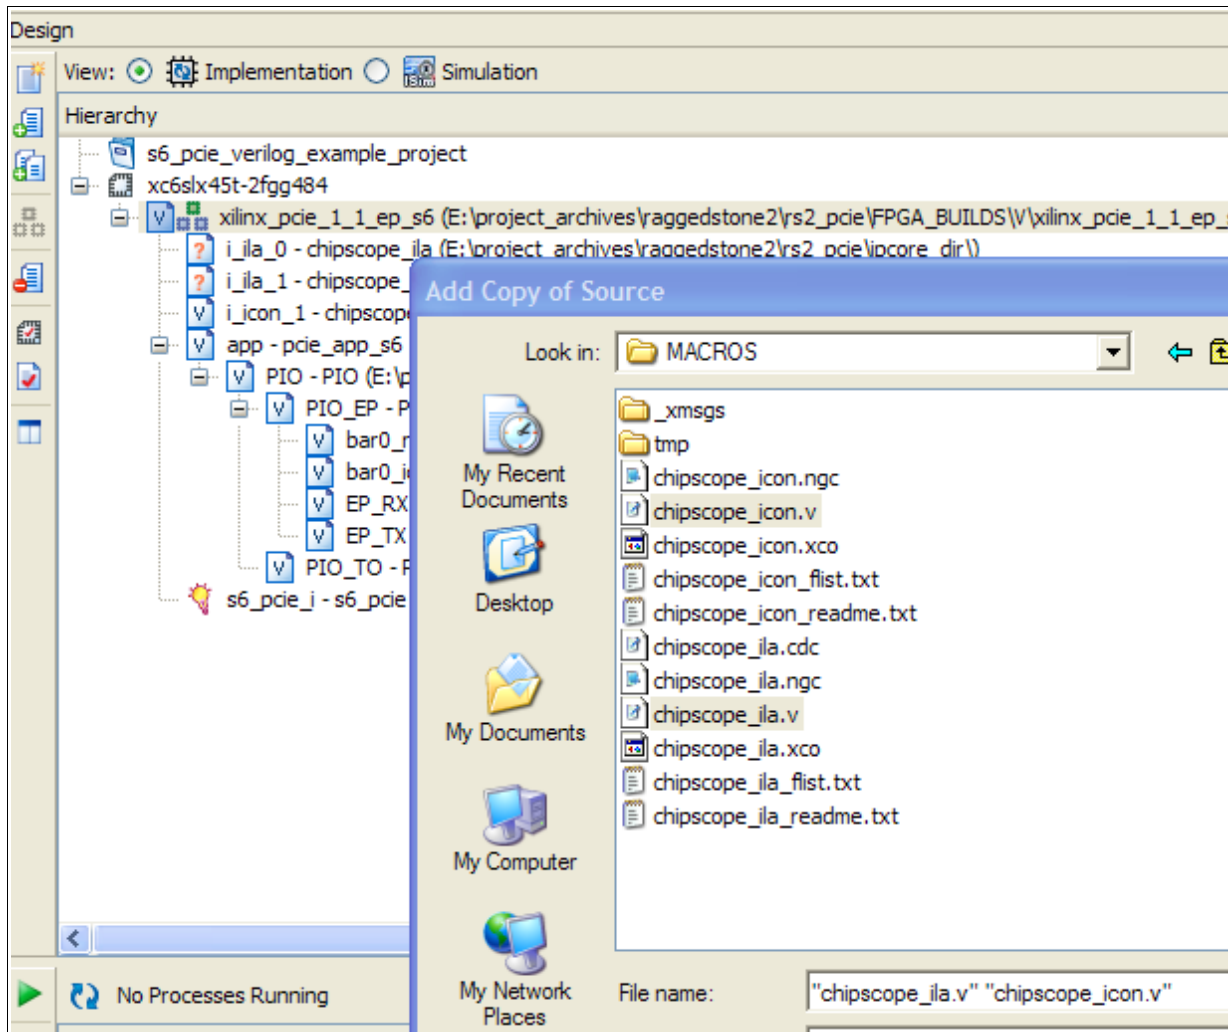 Design
View: Implementation Simulation
Hierarchy
s6_pcie_verilog_example_project
xc6slx45t-2fgg484
xilinx_pcie_1_1_ep_s6 (E:\project_archives\raggedstone2\rs2_pcie\FPGA_BUILDS\V\xilinx_pcie_1_1_ep_s
i_ila_0 - chipscope_ila (E:\project_archives\raggedstone2\rs2_pcie\ipcore_dir\)
i_ila_1 - chipscope_
i_icon_1 - chipscope
app - pcie_app_s6
PIO - PIO (E:\p
PIO_EP - P
bar0_r
bar0_i
EP_RX
EP_TX
PIO_TO - P
s6_pcie_i - s6_pcie
No Processes Running
Add Copy of Source
Look in: MACROS
My Recent
Documents
Desktop
My Documents
My Computer
My Network
Places
_xmsgs
tmp
chipscope_icon.ngc
chipscope_icon.v
chipscope_icon.xco
chipscope_icon_flist.txt
chipscope_icon_readme.txt
chipscope_ila.cdc
chipscope_ila.ngc
chipscope_ila.v
chipscope_ila.xco
chipscope_ila_flist.txt
chipscope_ila_readme.txt
File name: "chipscope_ila.v" "chipscope_icon.v"